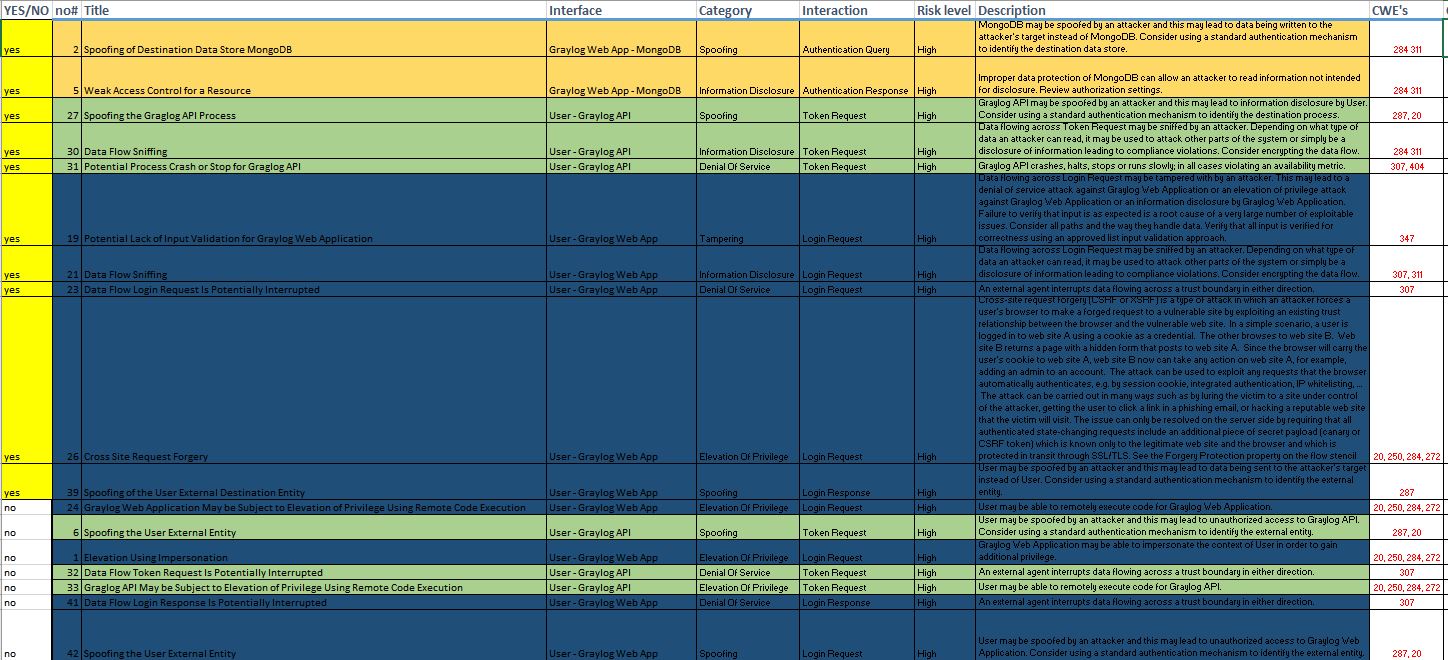 YES/NO no# Title Interface Category Interaction Risk level Description CWE's
yes 2 Spoofing of Destination Data Store MongoDB Graylog Web App - MongoDB Spoofing Authentication Query High MongoDB may be spoofed by an attacker and this may lead to data being written to the
attacker's target instead of MongoDB. Consider using a standard authentication mechanism
to identify the destination data store. 284 311
yes 5 Weak Access Control for a Resource Graylog Web App - MongoDB Information Disclosure Authentication Response High Improper data protection of MongoDB can allow an attacker to read information not intended
for disclosure. Review authorization settings. 284 311
yes 27 Spoofing the Graglog API Process User - Graylog API Spoofing Token Request High Graylog API may be spoofed by an attacker and this may lead to information disclosure by User.
Consider using a standard authentication mechanism to identify the destination process. 287, 20
yes 30 Data Flow Sniffing User - Graylog API Information Disclosure Token Request High Data flowing across Token Request may be sniffed by an attacker. Depending on what type of
data an attacker can read, it may be used to attack other parts of the system or simply be a
disclosure of information leading to compliance violations. Consider encrypting the data flow. 284 311
yes 31 Potential Process Crash or Stop for Graglog API User - Graylog API Denial Of Service Token Request High Graylog API crashes, halts, stops or runs slowly; in all cases violating an availability metric. 307, 404
yes 19 Potential Lack of Input Validation for Graylog Web Application User - Graylog Web App Tampering Login Request High Data flowing across Login Request may be tampered with by an attacker. This may lead to a
denial of service attack against Graylog Web Application or an elevation of privilege attack
against Graylog Web Application or an information disclosure by Graylog Web Application.
Failure to verify that input is as expected is a root cause of a very large number of exploitable
issues. Consider all paths and the way they handle data. Verify that all input is verified for
correctness using an approved list input validation approach. 347
yes 21 Data Flow Sniffing User - Graylog Web App Information Disclosure Login Request High Data flowing across Login Request may be sniffed by an attacker. Depending on what type of
data an attacker can read, it may be used to attack other parts of the system or simply be a
disclosure of information leading to compliance violations. Consider encrypting the data flow. 307, 311
yes 23 Data Flow Login Request Is Potentially Interrupted User - Graylog Web App Denial Of Service Login Request High An external agent interrupts data flowing across a trust boundary in either direction. 307
yes 26 Cross Site Request Forgery User - Graylog Web App Elevation Of Privilege Login Request High Cross-site request forgery (CSRF or XSRF) is a type of attack in which an attacker forces a
user's browser to make a forged request to a vulnerable site by exploiting an existing trust
relationship between the browser and the vulnerable web site. In a simple scenario, a user is
logged in to web site A using a cookie as a credential. The other browses to web site B. Web
site B returns a page with a hidden form that posts to web site A. Since the browser will carry the
user's cookie to web site A, web site B now can take any action on web site A, for example,
adding an admin to an account. The attack can be used to exploit any requests that the browser
automatically authenticates, e.g. by session cookie, integrated authentication, IP whitelisting, ...
The attack can be carried out in many ways such as by luring the victim to a site under control
of the attacker, getting the user to click a link in a phishing email, or hacking a reputable web site
that the victim will visit. The issue can only be resolved on the server side by requiring that all
authenticated state-changing requests include an additional piece of secret payload (canary or
CSRF token) which is known only to the legitimate web site and the browser and which is
protected in transit through SSL/TLS. See the Forgery Protection property on the flow stencil 20, 250, 284, 272
yes 39 Spoofing of the User External Destination Entity User - Graylog Web App Spoofing Login Response High User may be spoofed by an attacker and this may lead to data being sent to the attacker's target
instead of User. Consider using a standard authentication mechanism to identify the external
entity. 287
no 24 Graylog Web Application May be Subject to Elevation of Privilege Using Remote Code Execution User - Graylog Web App Elevation Of Privilege Login Request High User may be able to remotely execute code for Graylog Web Application. 20, 250, 284, 272
no 6 Spoofing the User External Entity User - Graylog API Spoofing Token Request High User may be spoofed by an attacker and this may lead to unauthorized access to Graylog API.
Consider using a standard authentication mechanism to identify the external entity. 287, 20
no 1 Elevation Using Impersonation User - Graylog Web App Elevation Of Privilege Login Request High Graylog Web Application may be able to impersonate the context of User in order to gain
additional privilege. 20, 250, 284, 272
no 32 Data Flow Token Request Is Potentially Interrupted User - Graylog API Denial Of Service Token Request High An external agent interrupts data flowing across a trust boundary in either direction. 307
no 33 Graglog API May be Subject to Elevation of Privilege Using Remote Code Execution User - Graylog API Elevation Of Privilege Token Request High User may be able to remotely execute code for Graylog API. 20, 250, 284, 272
no 41 Data Flow Login Response Is Potentially Interrupted User - Graylog Web App Denial Of Service Login Response High An external agent interrupts data flowing across a trust boundary in either direction. 307
no 42 Spoofing the User External Entity User - Graylog Web App Spoofing Login Request High User may be spoofed by an attacker and this may lead to unauthorized access to Graylog Web
Application. Consider using a standard authentication mechanism to identify the external entity. 287, 20